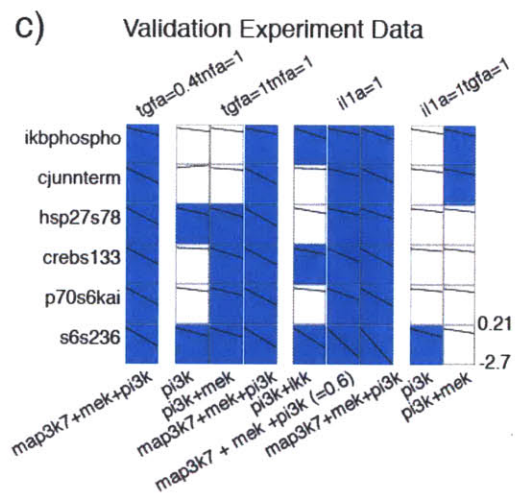 c) Validation Experiment Data
tgfa=0.4tnfa=1
tgfa=1tnfa=1
il1a=1
il1a=1tgfa=1
ikbphospho
cjunnterm
hsp27s78
crebs133
p70s6kai
s6s236
0.21
-2.7
map3k7+mek+pi3k
pi3k
pi3k+mek
map3k7+mek+pi3k
pi3k+ikk
map3k7 + mek +pi3k (=0.6)
map3k7+mek+pi3k
pi3k
pi3k+mek